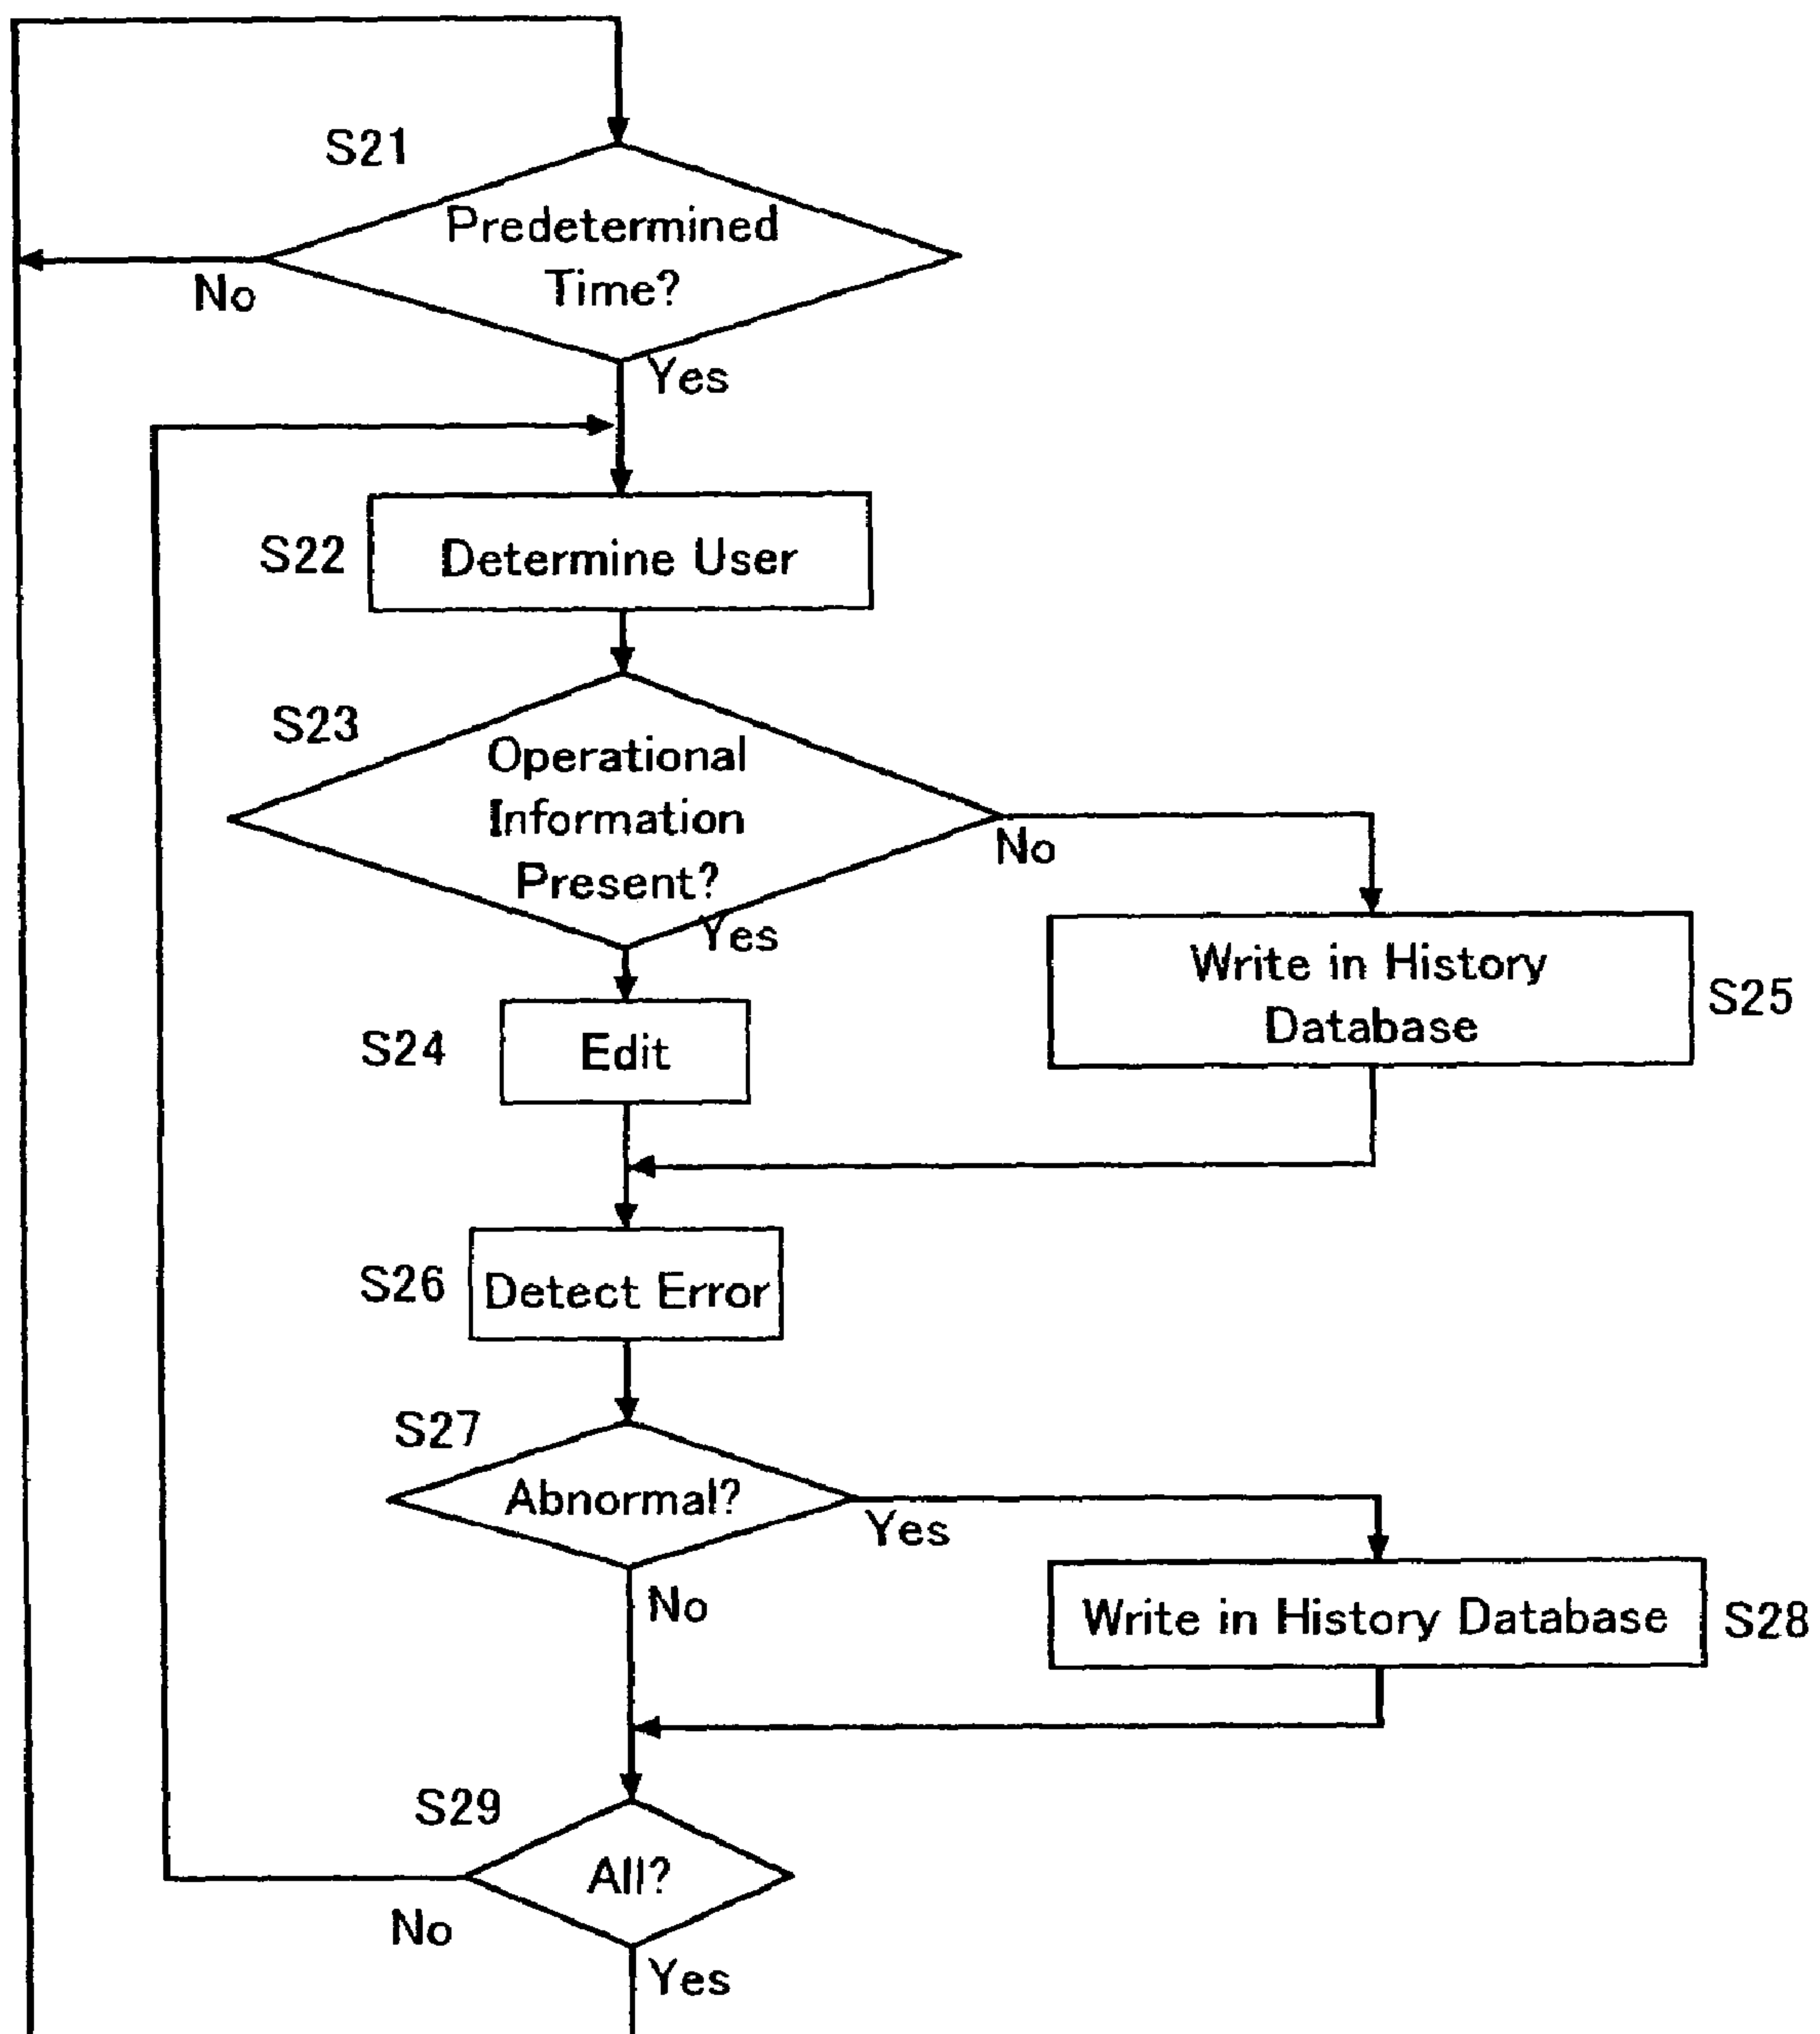 S21
Predetermined
Time?
No
Yes
S22
Determine User
S23
Operational
Information
Present?
No
Yes
Write in History
Database
S25
S24
Edit
S26
Detect Error
S27
Abnormal?
Yes
No
Write in History Database
S28
S29
All?
No
Yes